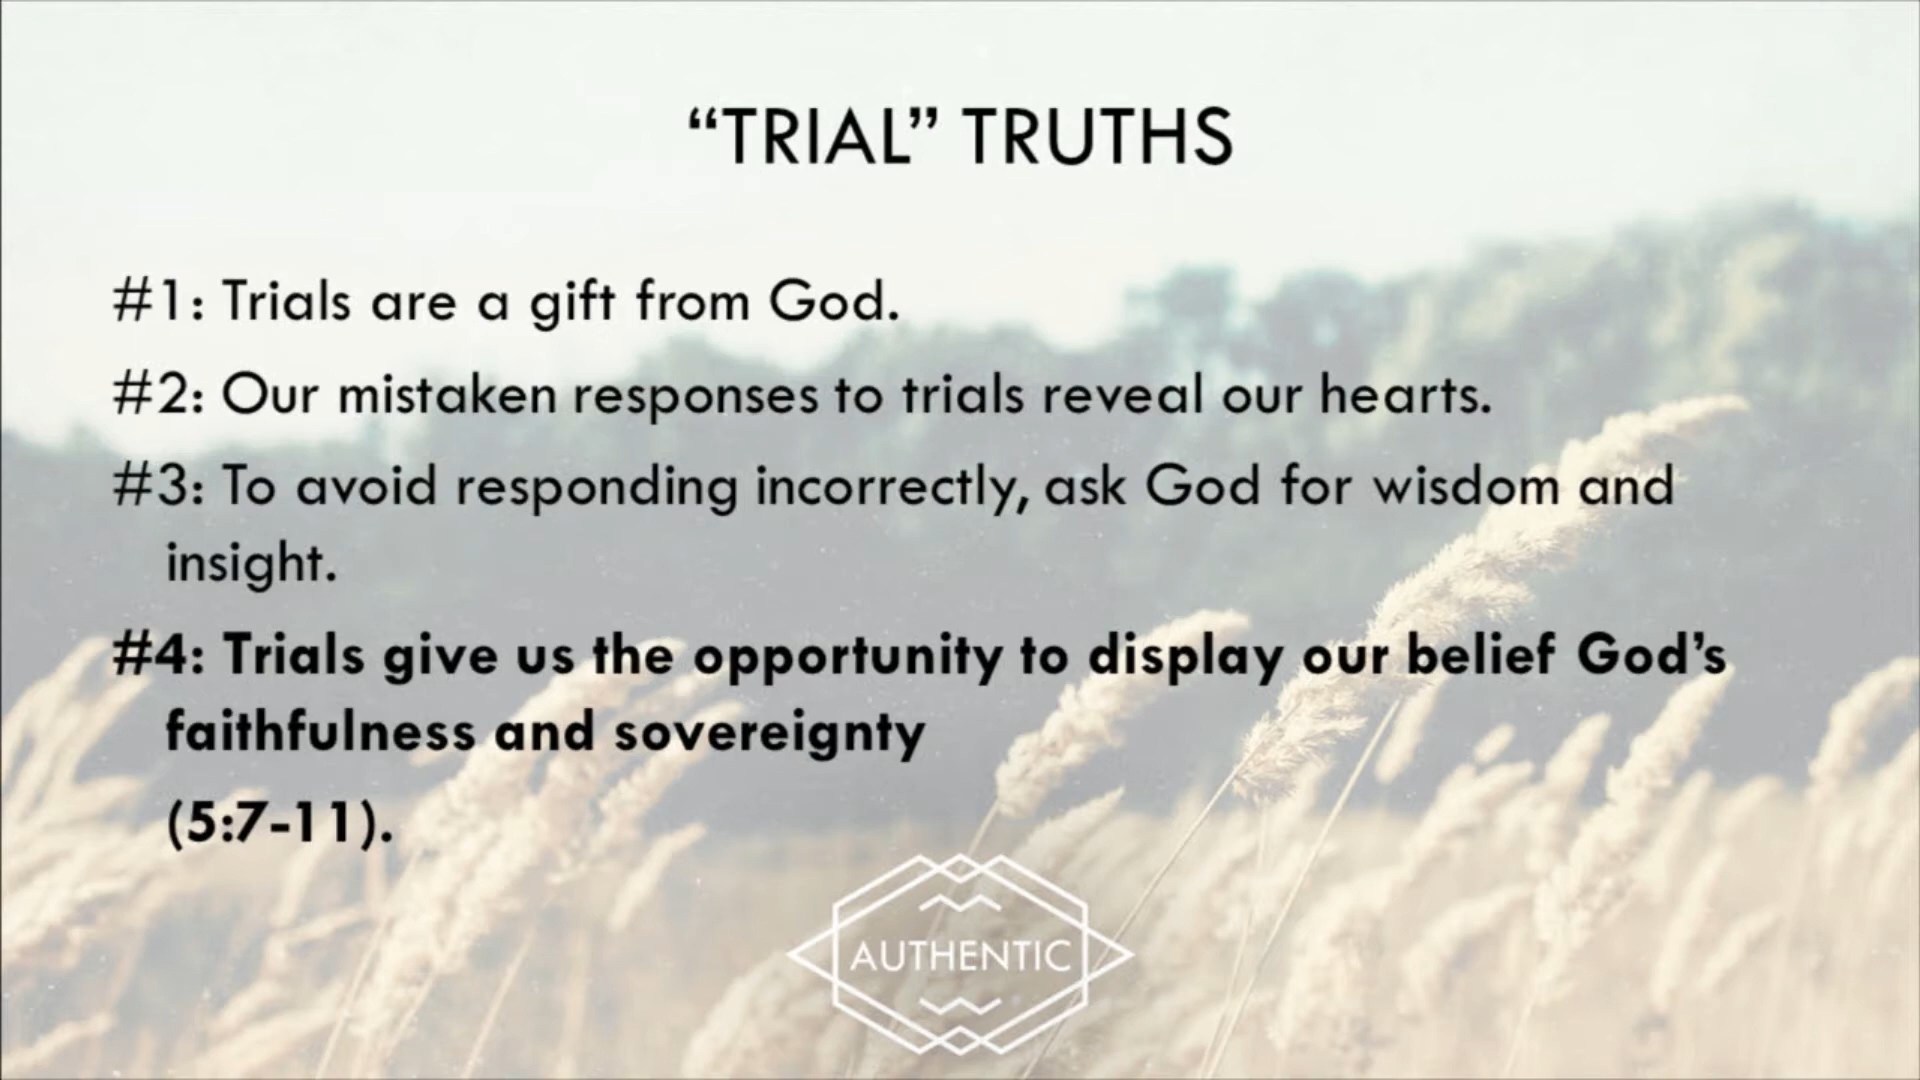 “TRIAL” TRUTHS
#1: Trials are a gift from God.
#2: Our mistaken responses to trials reveal our hearts.
#3: To avoid responding incorrectly, ask God for wisdom and
insight.
#4: Trials give us the opportunity to display our belief God’s
faithfulness and sovereignty
(5:7-11).
AUTHENTIC